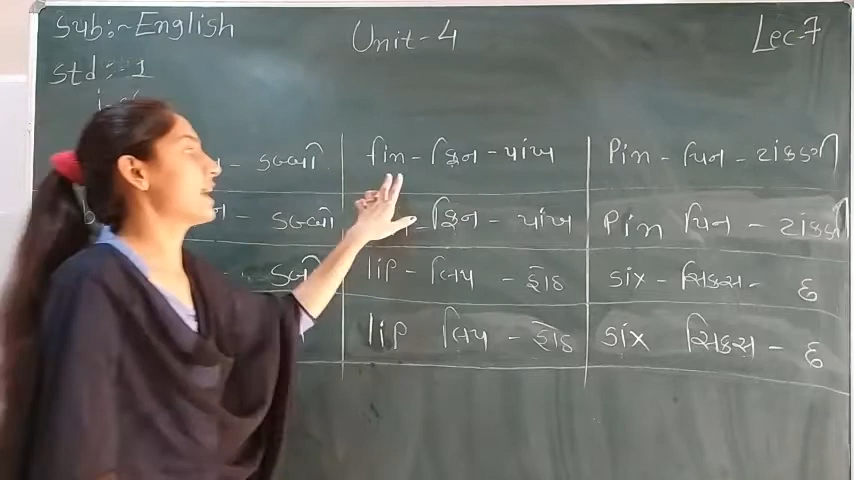 Sub:~ English Unit-4 Lec-7
Std :~ 1
- ડબ્બો fin - ફિન - પાંખ Pin - પિન - ટાંકણી
- ડબ્બો - ફિન - પાંખ Pin પિન - ટાંકણી
- lip - લિપ - હોઠ six - સિક્સ - ૬
lip લિપ - હોઠ six સિક્સ - ૬